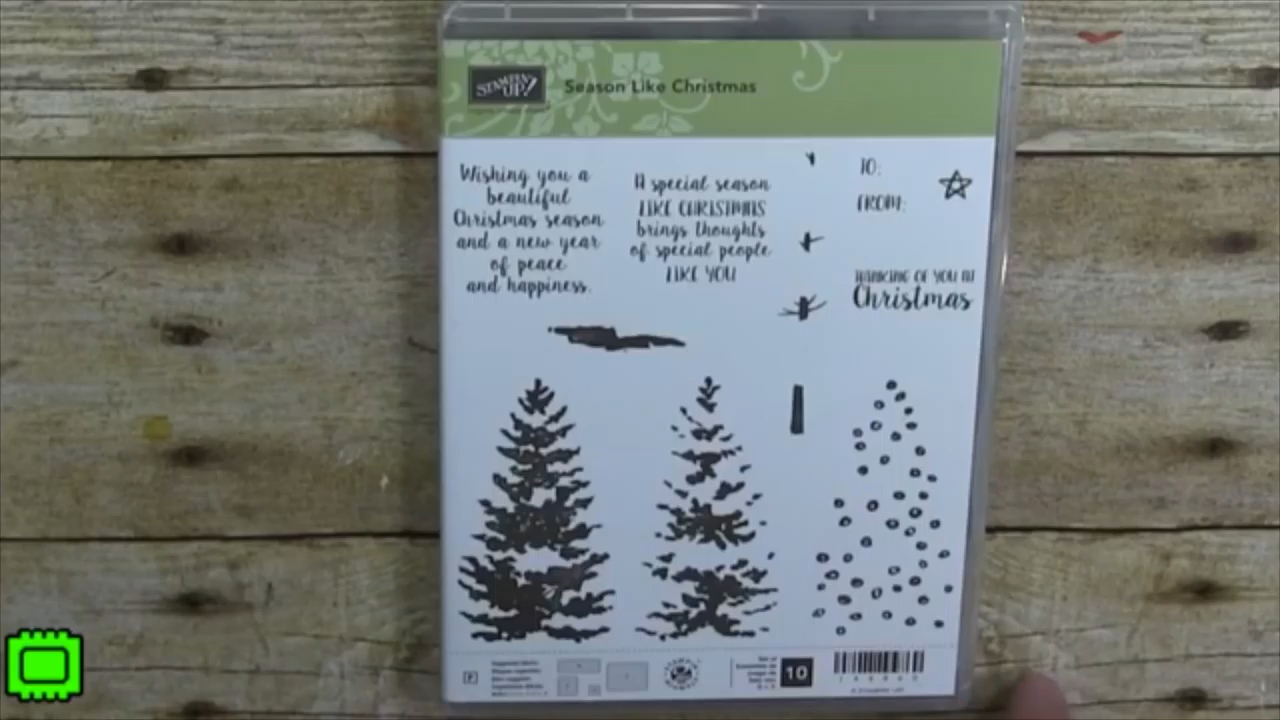 STAMPIN' UP!
Season Like Christmas
Wishing you a
beautiful
Christmas season
and a new year
of peace
and happiness.
A special season
LIKE CHRISTMAS
brings thoughts
of special people
LIKE YOU
TO:
FROM:
THINKING OF YOU AT
Christmas
10